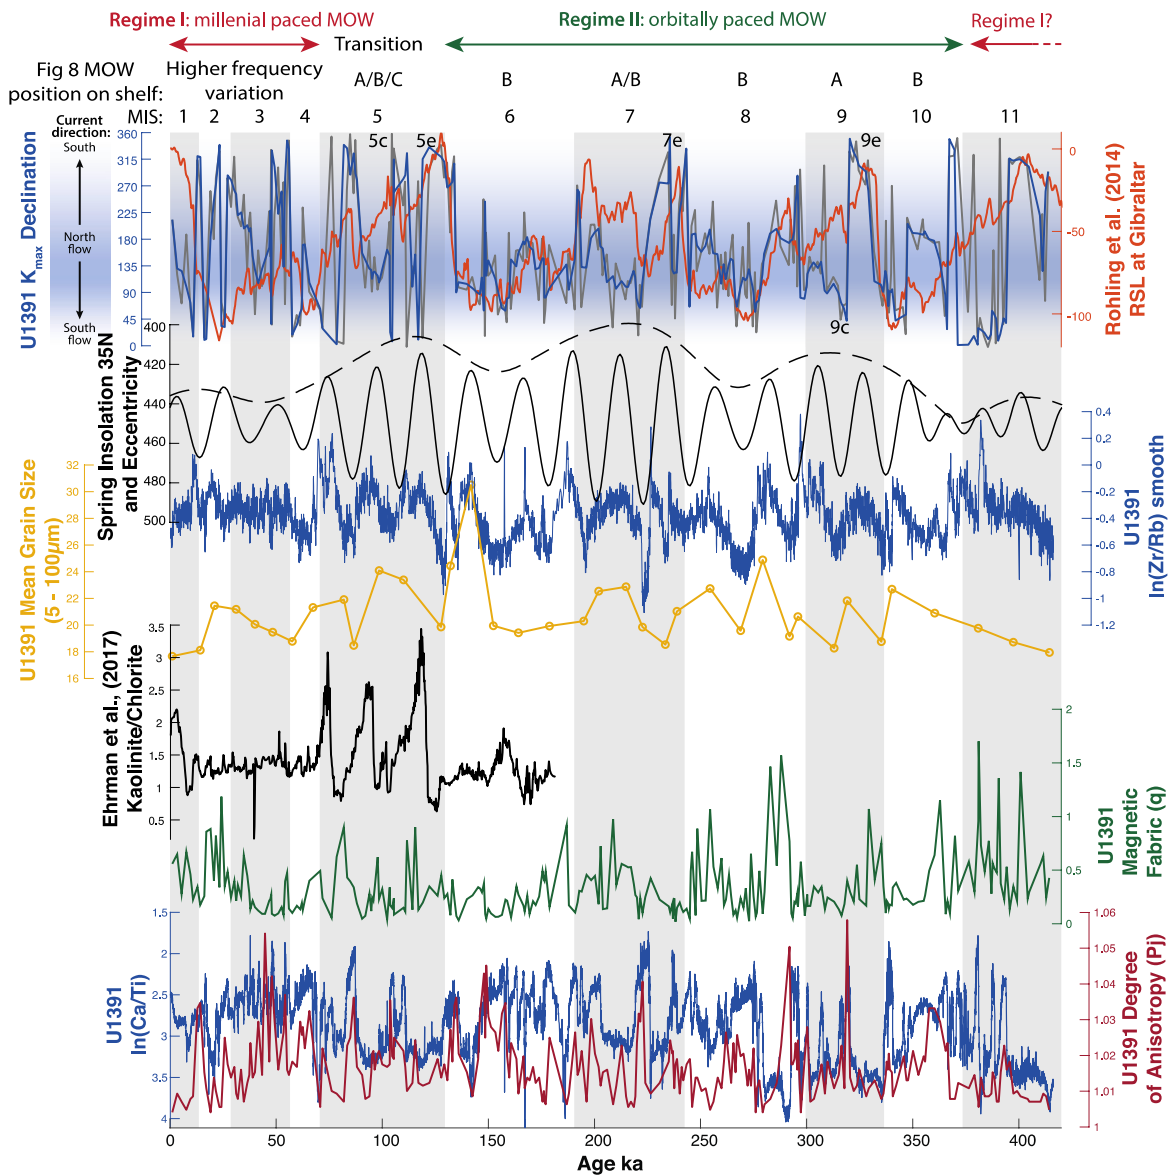 Regime I: millenial paced MOW
Regime II: orbitally paced MOW
Regime I?
Transition
Fig 8 MOW
position on shelf:
Higher frequency
variation
A/B/C
B
A/B
B
A
B
MIS:
1
2
3
4
5
6
7
8
9
10
11
Current
direction:
South
North
flow
South
flow
U1391 Kmax Declination
360
315
270
225
180
135
90
45
0
5c
5e
7e
9e
9c
0
-50
-100
Rohling et al. (2014)
RSL at Gibraltar
Spring Insolation 35N
and Eccentricity
400
420
440
460
480
500
0.4
0.2
0
-0.2
-0.4
-0.6
-0.8
-1
-1.2
U1391
ln(Zr/Rb) smooth
U1391 Mean Grain Size
(5 - 100μm)
32
30
28
26
24
22
20
18
16
Ehrman et al., (2017)
Kaolinite/Chlorite
3.5
3
2.5
2
1.5
1
0.5
2
1.5
1
0.5
0
U1391
Magnetic
Fabric (q)
U1391
ln(Ca/Ti)
1.5
2
2.5
3
3.5
4
1.06
1.05
1.04
1.03
1.02
1.01
1
U1391 Degree
of Anisotropy (Pj)
0
50
100
150
200
250
300
350
400
Age ka